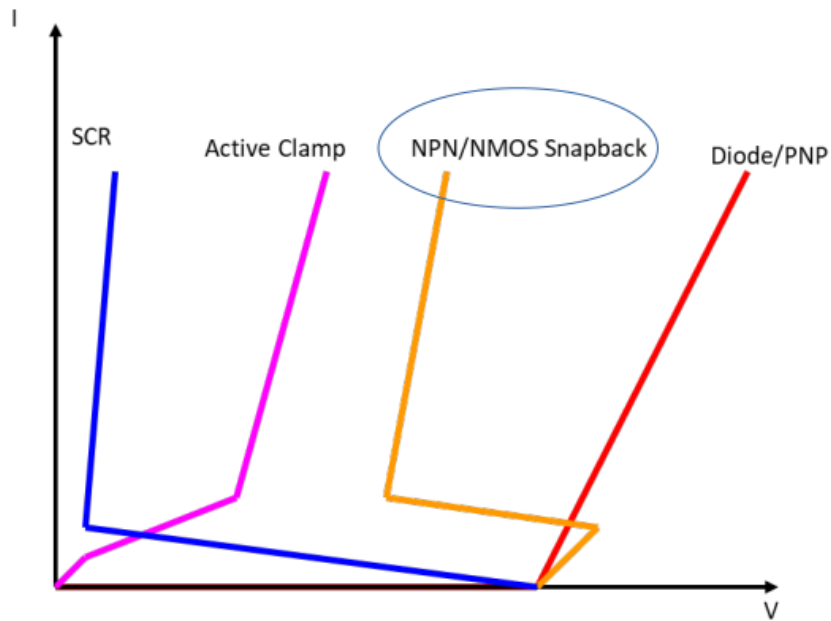 I
SCR
Active Clamp
NPN/NMOS Snapback
Diode/PNP
V